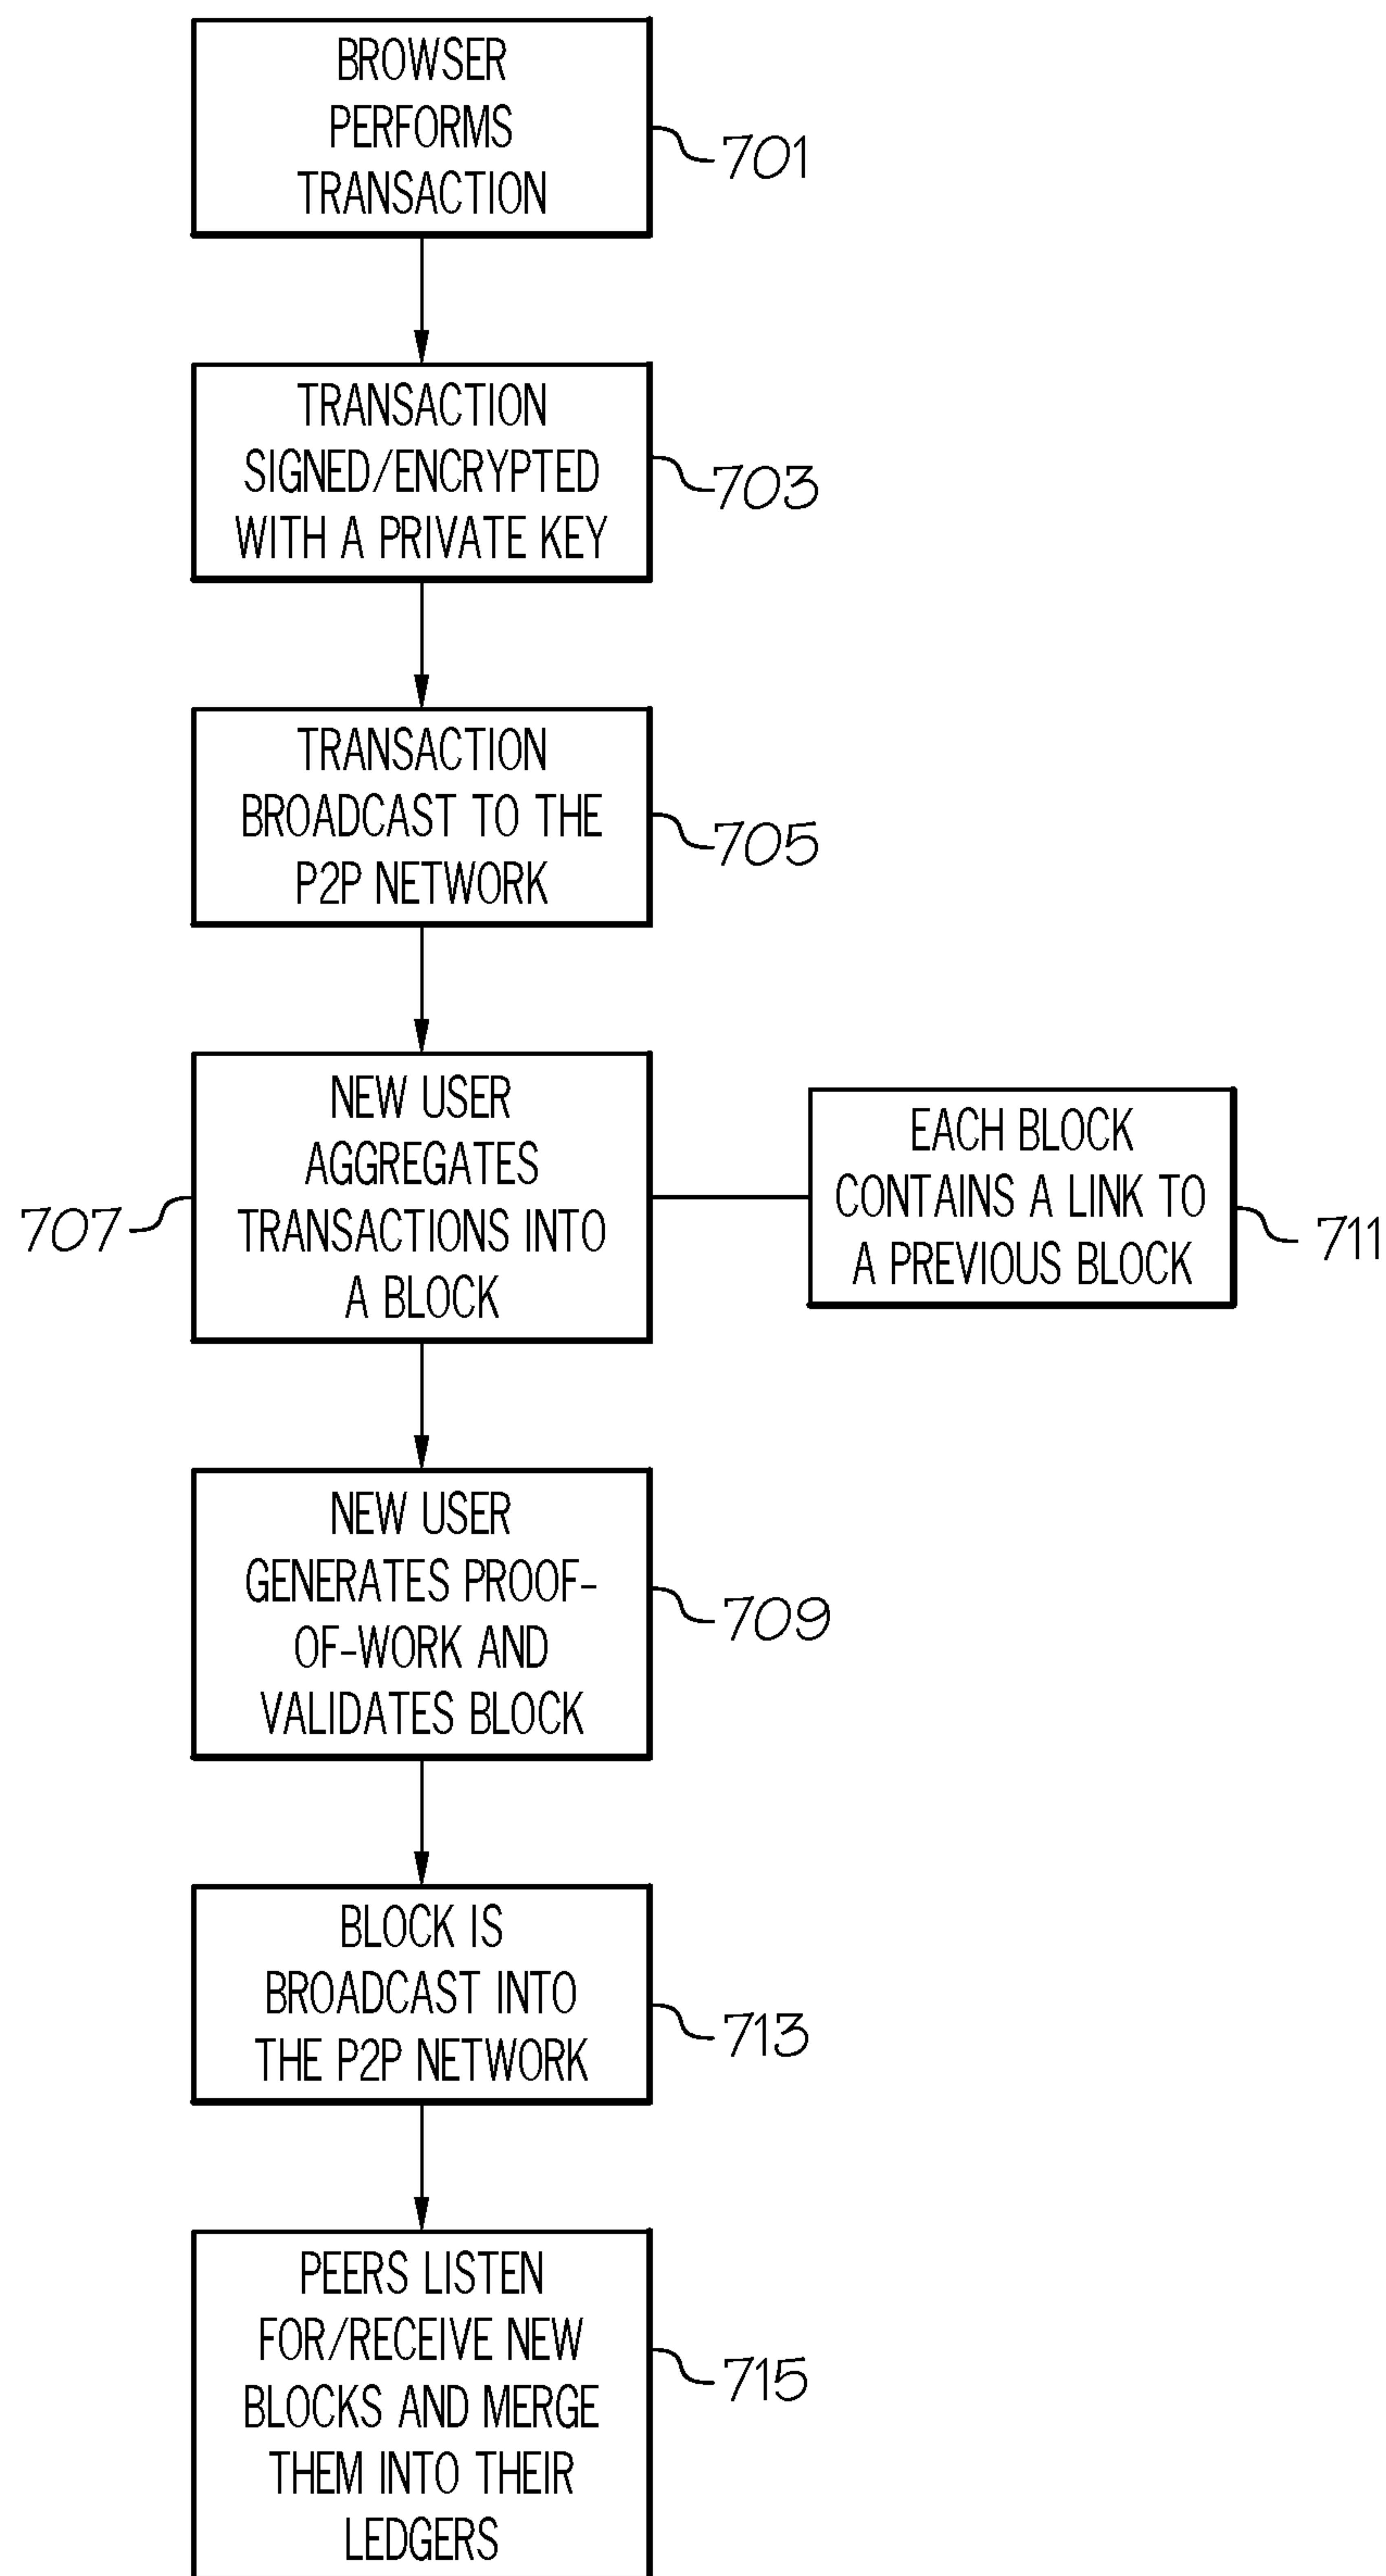 BROWSER
PERFORMS
TRANSACTION
701
TRANSACTION
SIGNED/ENCRYPTED
WITH A PRIVATE KEY
703
TRANSACTION
BROADCAST TO THE
P2P NETWORK
705
NEW USER
AGGREGATES
TRANSACTIONS INTO
A BLOCK
707
EACH BLOCK
CONTAINS A LINK TO
A PREVIOUS BLOCK
711
NEW USER
GENERATES PROOF-
OF-WORK AND
VALIDATES BLOCK
709
BLOCK IS
BROADCAST INTO
THE P2P NETWORK
713
PEERS LISTEN
FOR/RECEIVE NEW
BLOCKS AND MERGE
THEM INTO THEIR
LEDGERS
715